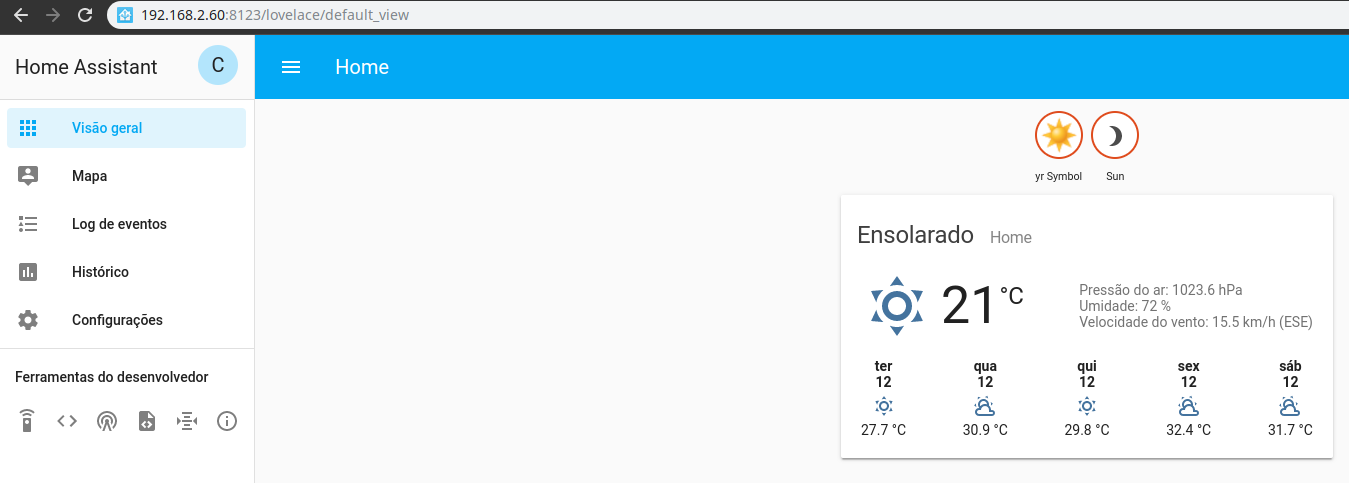 192.168.2.60:8123/lovelace/default_view
Home Assistant
C
Home
Visão geral
Mapa
Log de eventos
Histórico
Configurações
Ferramentas do desenvolvedor
yr Symbol Sun
Ensolarado Home
21 °C
Pressão do ar: 1023.6 hPa
Umidade: 72 %
Velocidade do vento: 15.5 km/h (ESE)
ter qua qui sex sáb
12 12 12 12 12
27.7 °C 30.9 °C 29.8 °C 32.4 °C 31.7 °C